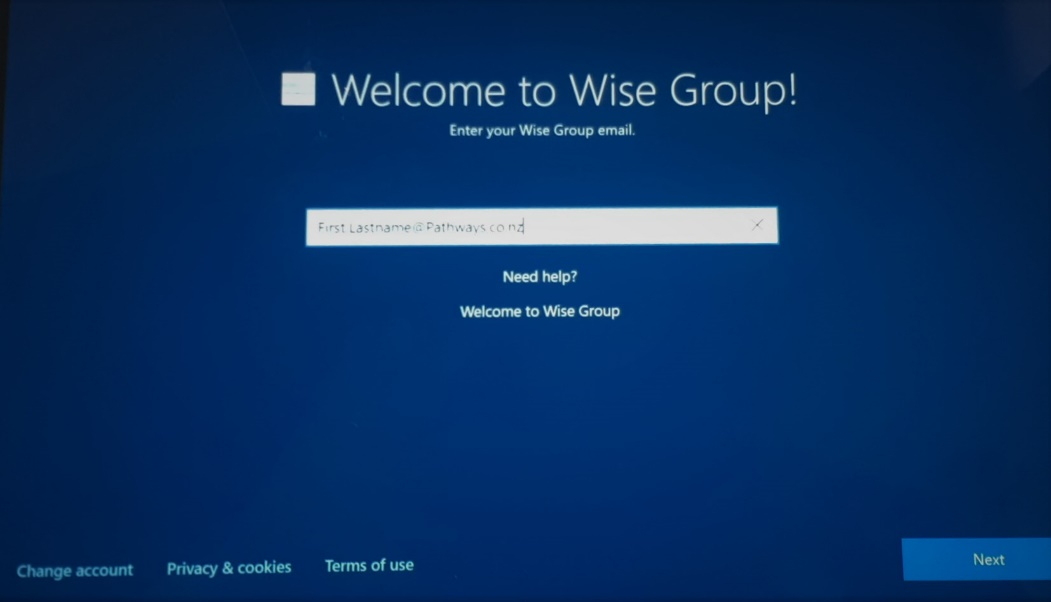 Welcome to Wise Group!
Enter your Wise Group email.
First.Lastname@Pathways.co.nz
Need help?
Welcome to Wise Group
Change account Privacy & cookies Terms of use
Next